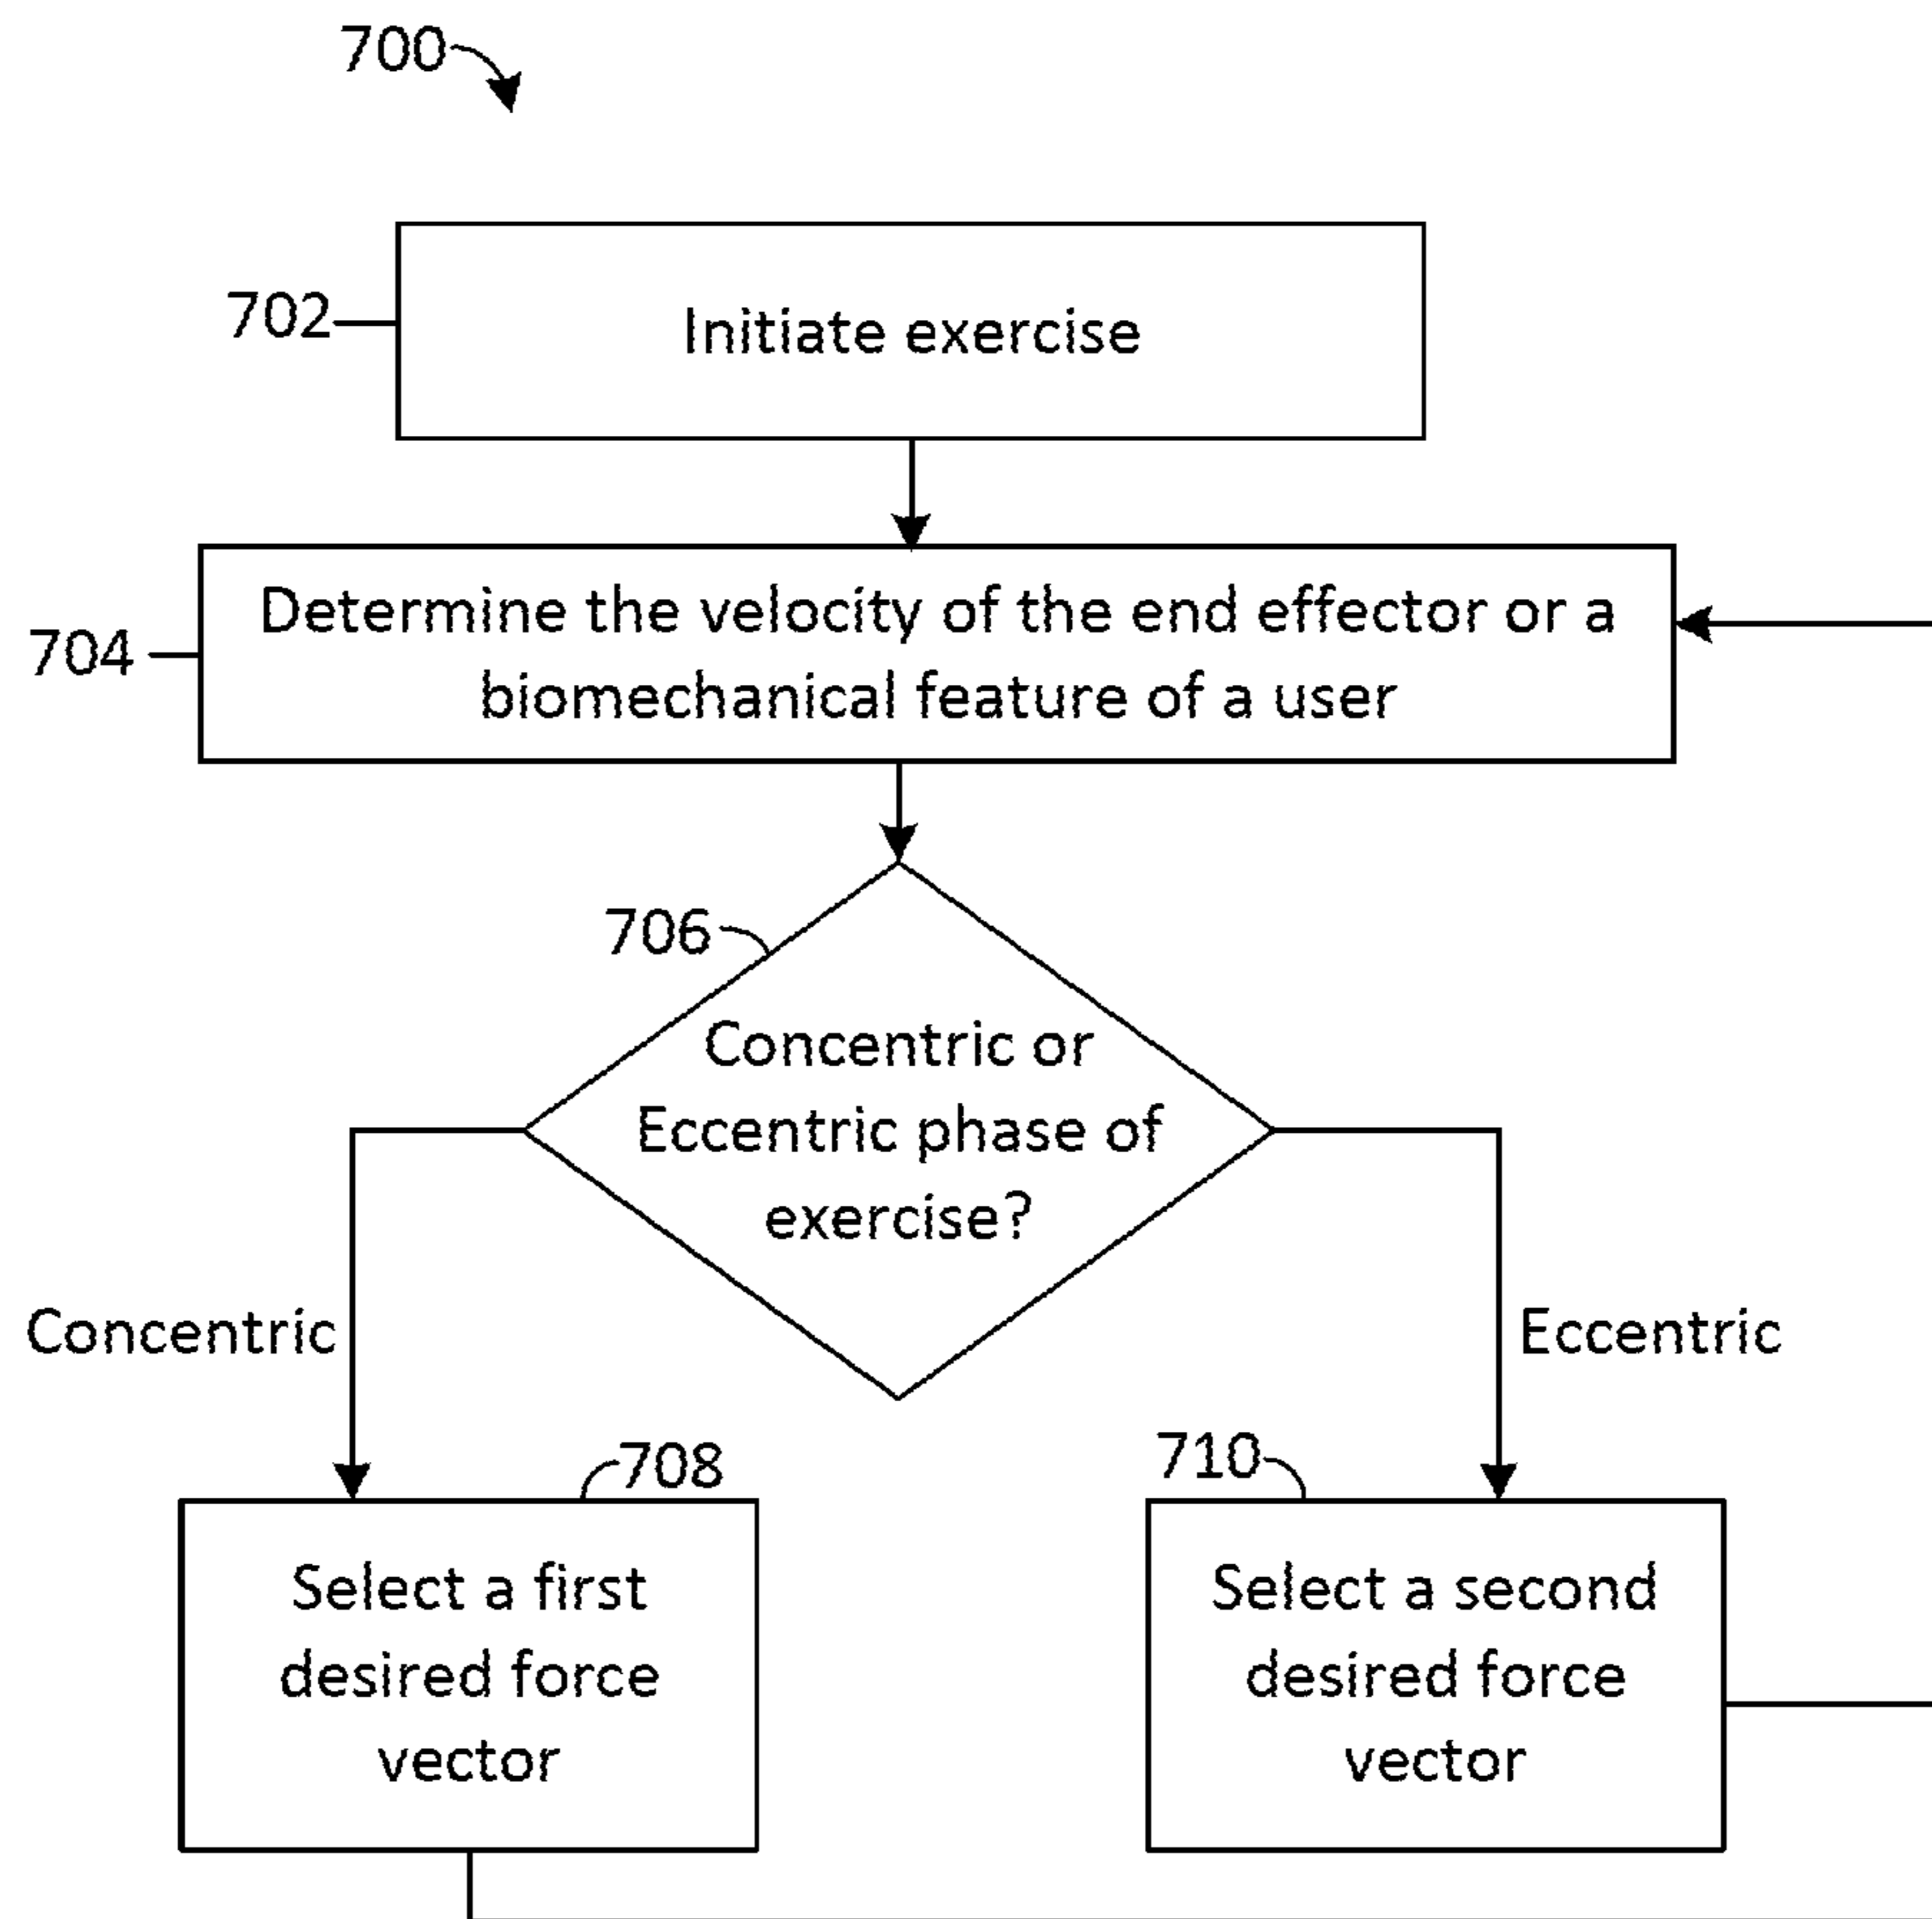 700
702
Initiate exercise
704
Determine the velocity of the end effector or a
biomechanical feature of a user
706
Concentric or
Eccentric phase of
exercise?
Concentric
Eccentric
708
Select a first
desired force
vector
710
Select a second
desired force
vector